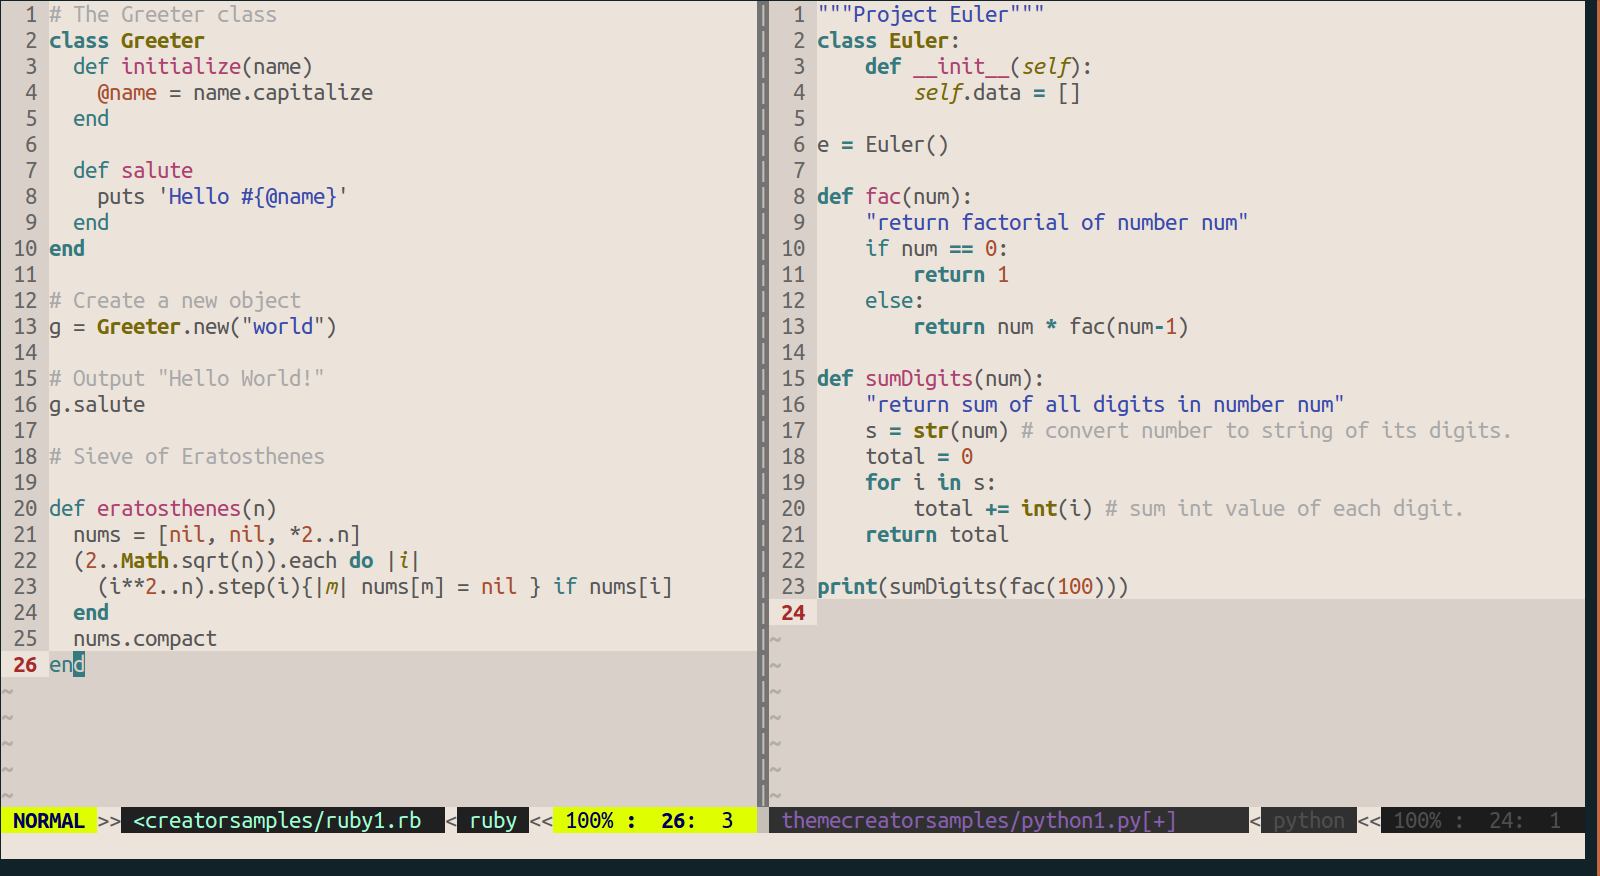 1 # The Greeter class
2 class Greeter
3   def initialize(name)
4     @name = name.capitalize
5   end
6
7   def salute
8     puts 'Hello #{@name}'
9   end
10 end
11
12 # Create a new object
13 g = Greeter.new("world")
14
15 # Output "Hello World!"
16 g.salute
17
18 # Sieve of Eratosthenes
19
20 def eratosthenes(n)
21   nums = [nil, nil, *2..n]
22   (2..Math.sqrt(n)).each do |i|
23     (i**2..n).step(i){|m| nums[m] = nil } if nums[i]
24   end
25   nums.compact
26 end
~
~
~
~
~
NORMAL >> <creatorsamples/ruby1.rb < ruby << 100% : 26: 3
1 """Project Euler"""
2 class Euler:
3     def __init__(self):
4         self.data = []
5
6 e = Euler()
7
8 def fac(num):
9     "return factorial of number num"
10     if num == 0:
11         return 1
12     else:
13         return num * fac(num-1)
14
15 def sumDigits(num):
16     "return sum of all digits in number num"
17     s = str(num) # convert number to string of its digits.
18     total = 0
19     for i in s:
20         total += int(i) # sum int value of each digit.
21     return total
22
23 print(sumDigits(fac(100)))
24
~
~
~
~
~
~
~
themecreatorsamples/python1.py[+] < python << 100% : 24: 1